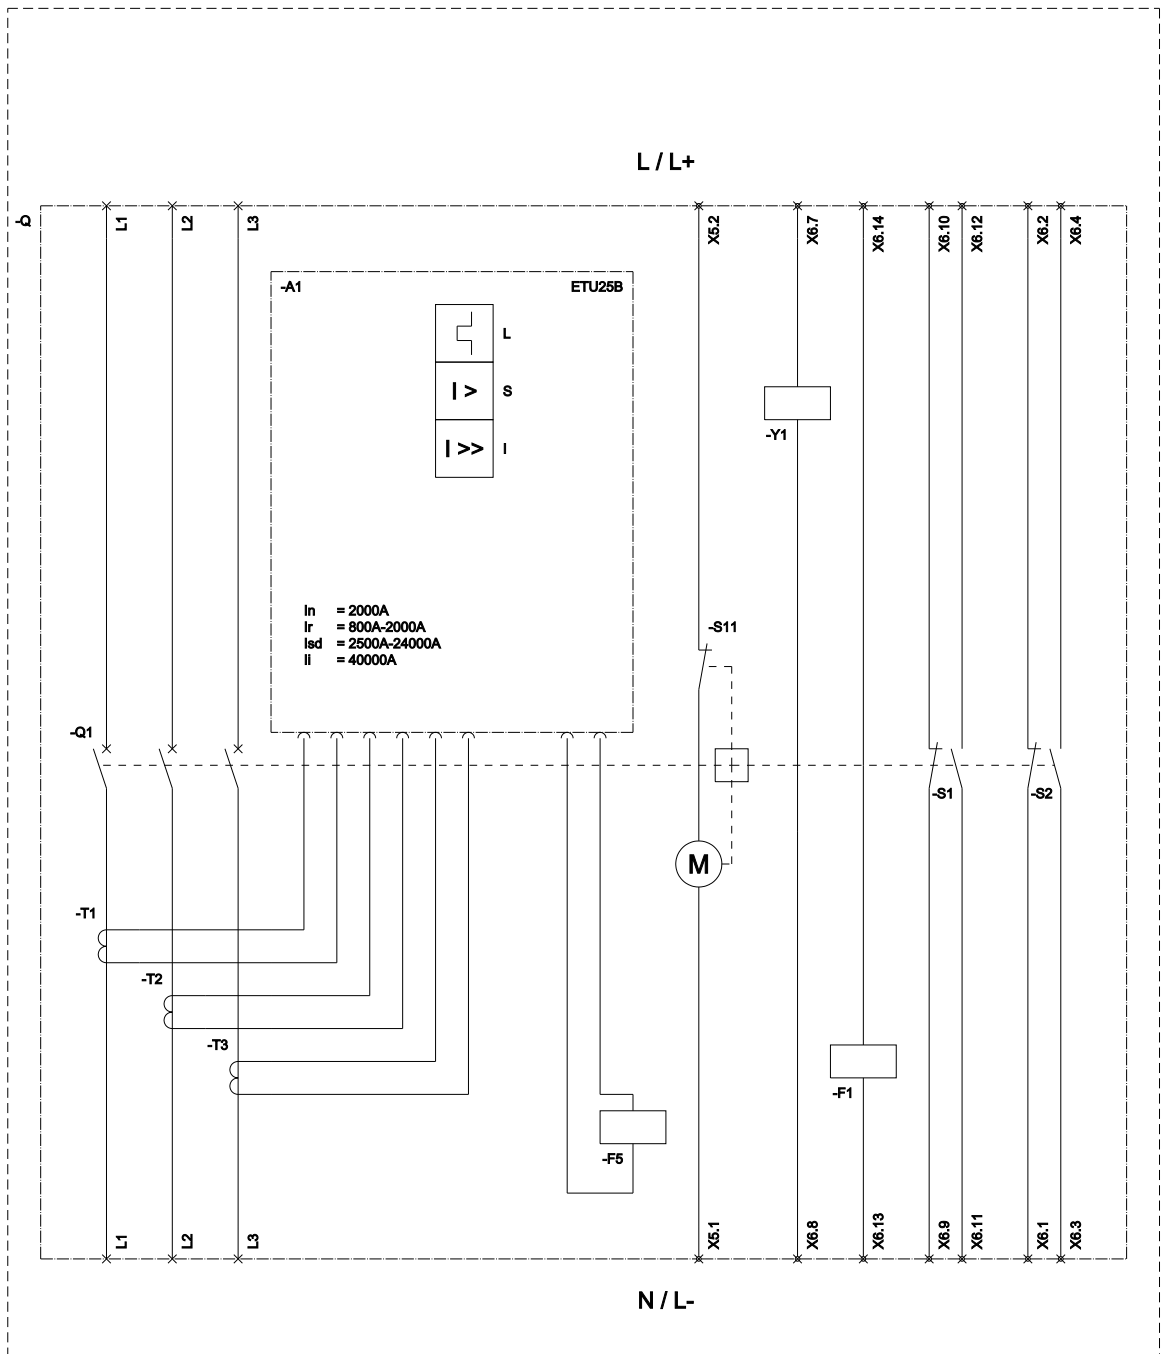 L / L+
-Q
L1
L2
L3
X5.2
X6.7
X6.14
X6.10
X6.12
X6.2
X6.4
-A1
ETU25B
L
I >
S
I >>
I
-Y1
In = 2000A
Ir = 800A-2000A
Isd = 2500A-24000A
Ii = 40000A
-S11
-Q1
-S1
-S2
M
-T1
-T2
-T3
-F1
-F5
L1
L2
L3
X5.1
X6.8
X6.13
X6.9
X6.11
X6.1
X6.3
N / L-